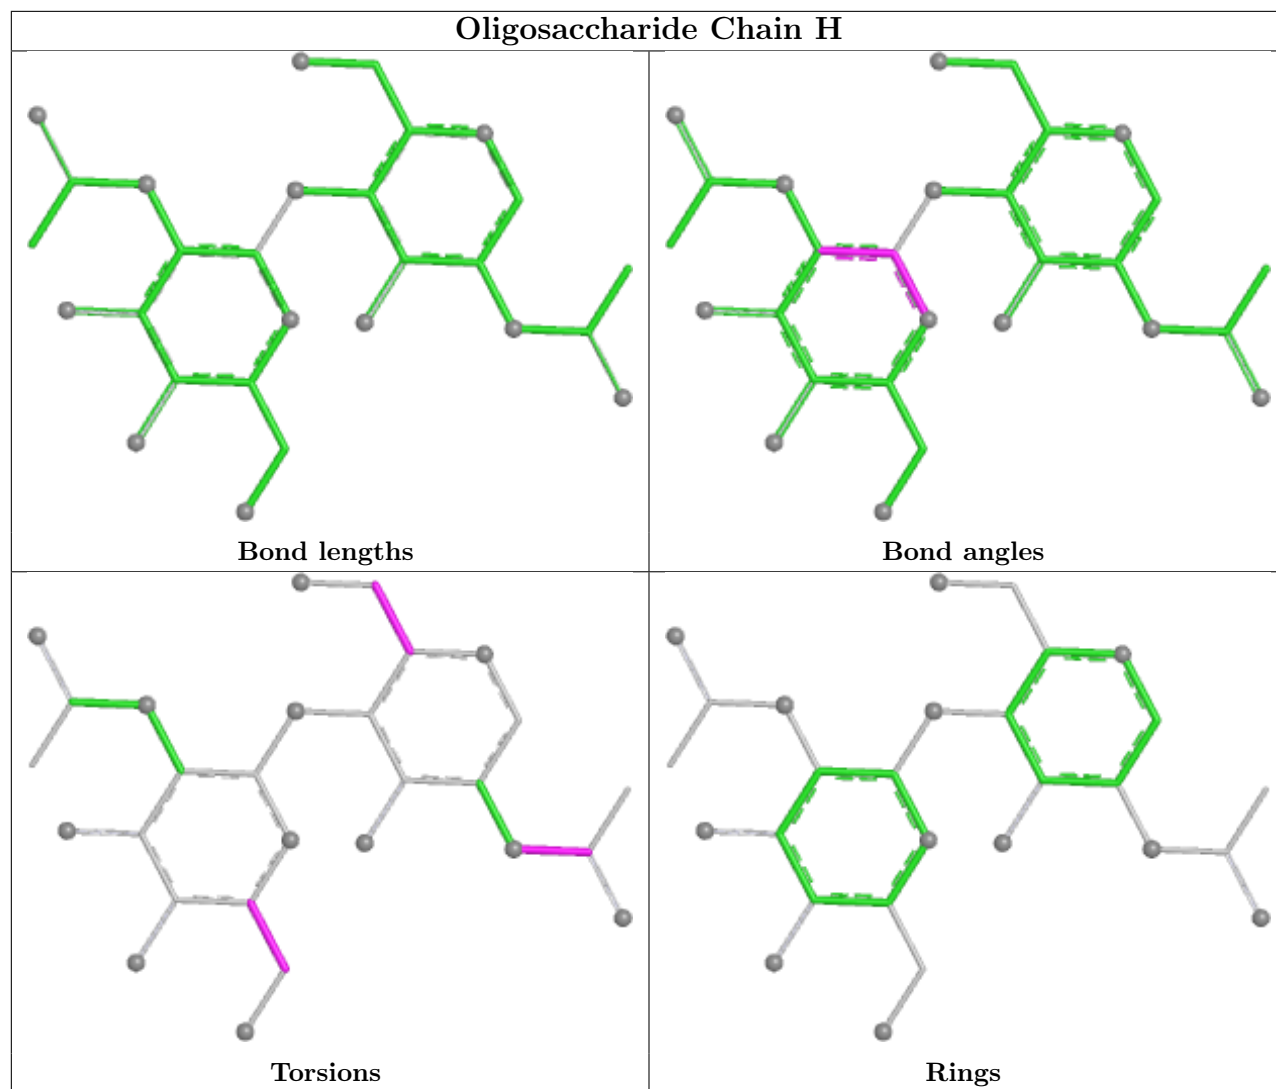 Oligosaccharide Chain H
Bond lengths
Bond angles
Torsions
Rings